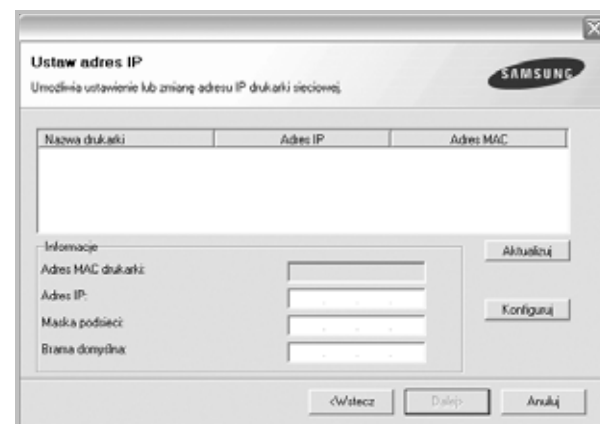 Ustaw adres IP
Umożliwia ustawienie lub zmianę adresu IP drukarki sieciowej.
SAMSUNG
Nazwa drukarki Adres IP Adres MAC
Informacje
Adres MAC drukarki:
Adres IP:
Maska podsieci:
Brama domyślna:
Aktualizuj
Konfiguruj
<Wstecz Dalej> Anuluj